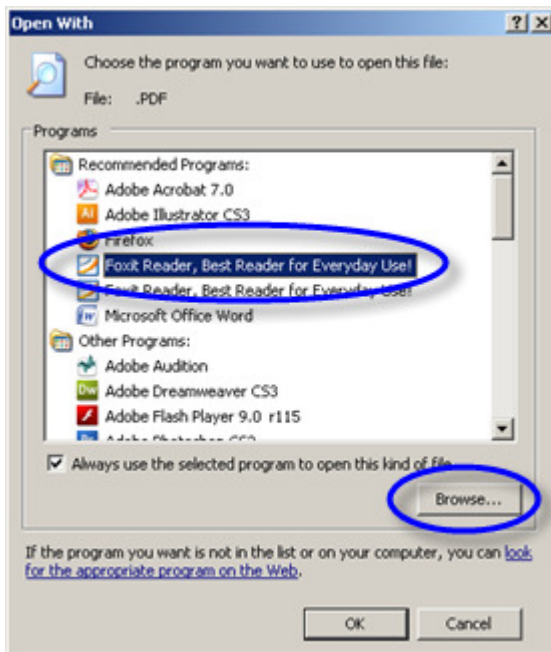 Open With
Choose the program you want to use to open this file:
File: .PDF
Programs
Recommended Programs:
Adobe Acrobat 7.0
Adobe Illustrator CS3
Firefox
Foxit Reader, Best Reader for Everyday Use!
Foxit Reader, Best Reader for Everyday Use!
Microsoft Office Word
Other Programs:
Adobe Audition
Adobe Dreamweaver CS3
Adobe Flash Player 9.0 r115
Adobe Photoshop
Always use the selected program to open this kind of file
Browse...
If the program you want is not in the list or on your computer, you can look
for the appropriate program on the Web.
OK
Cancel